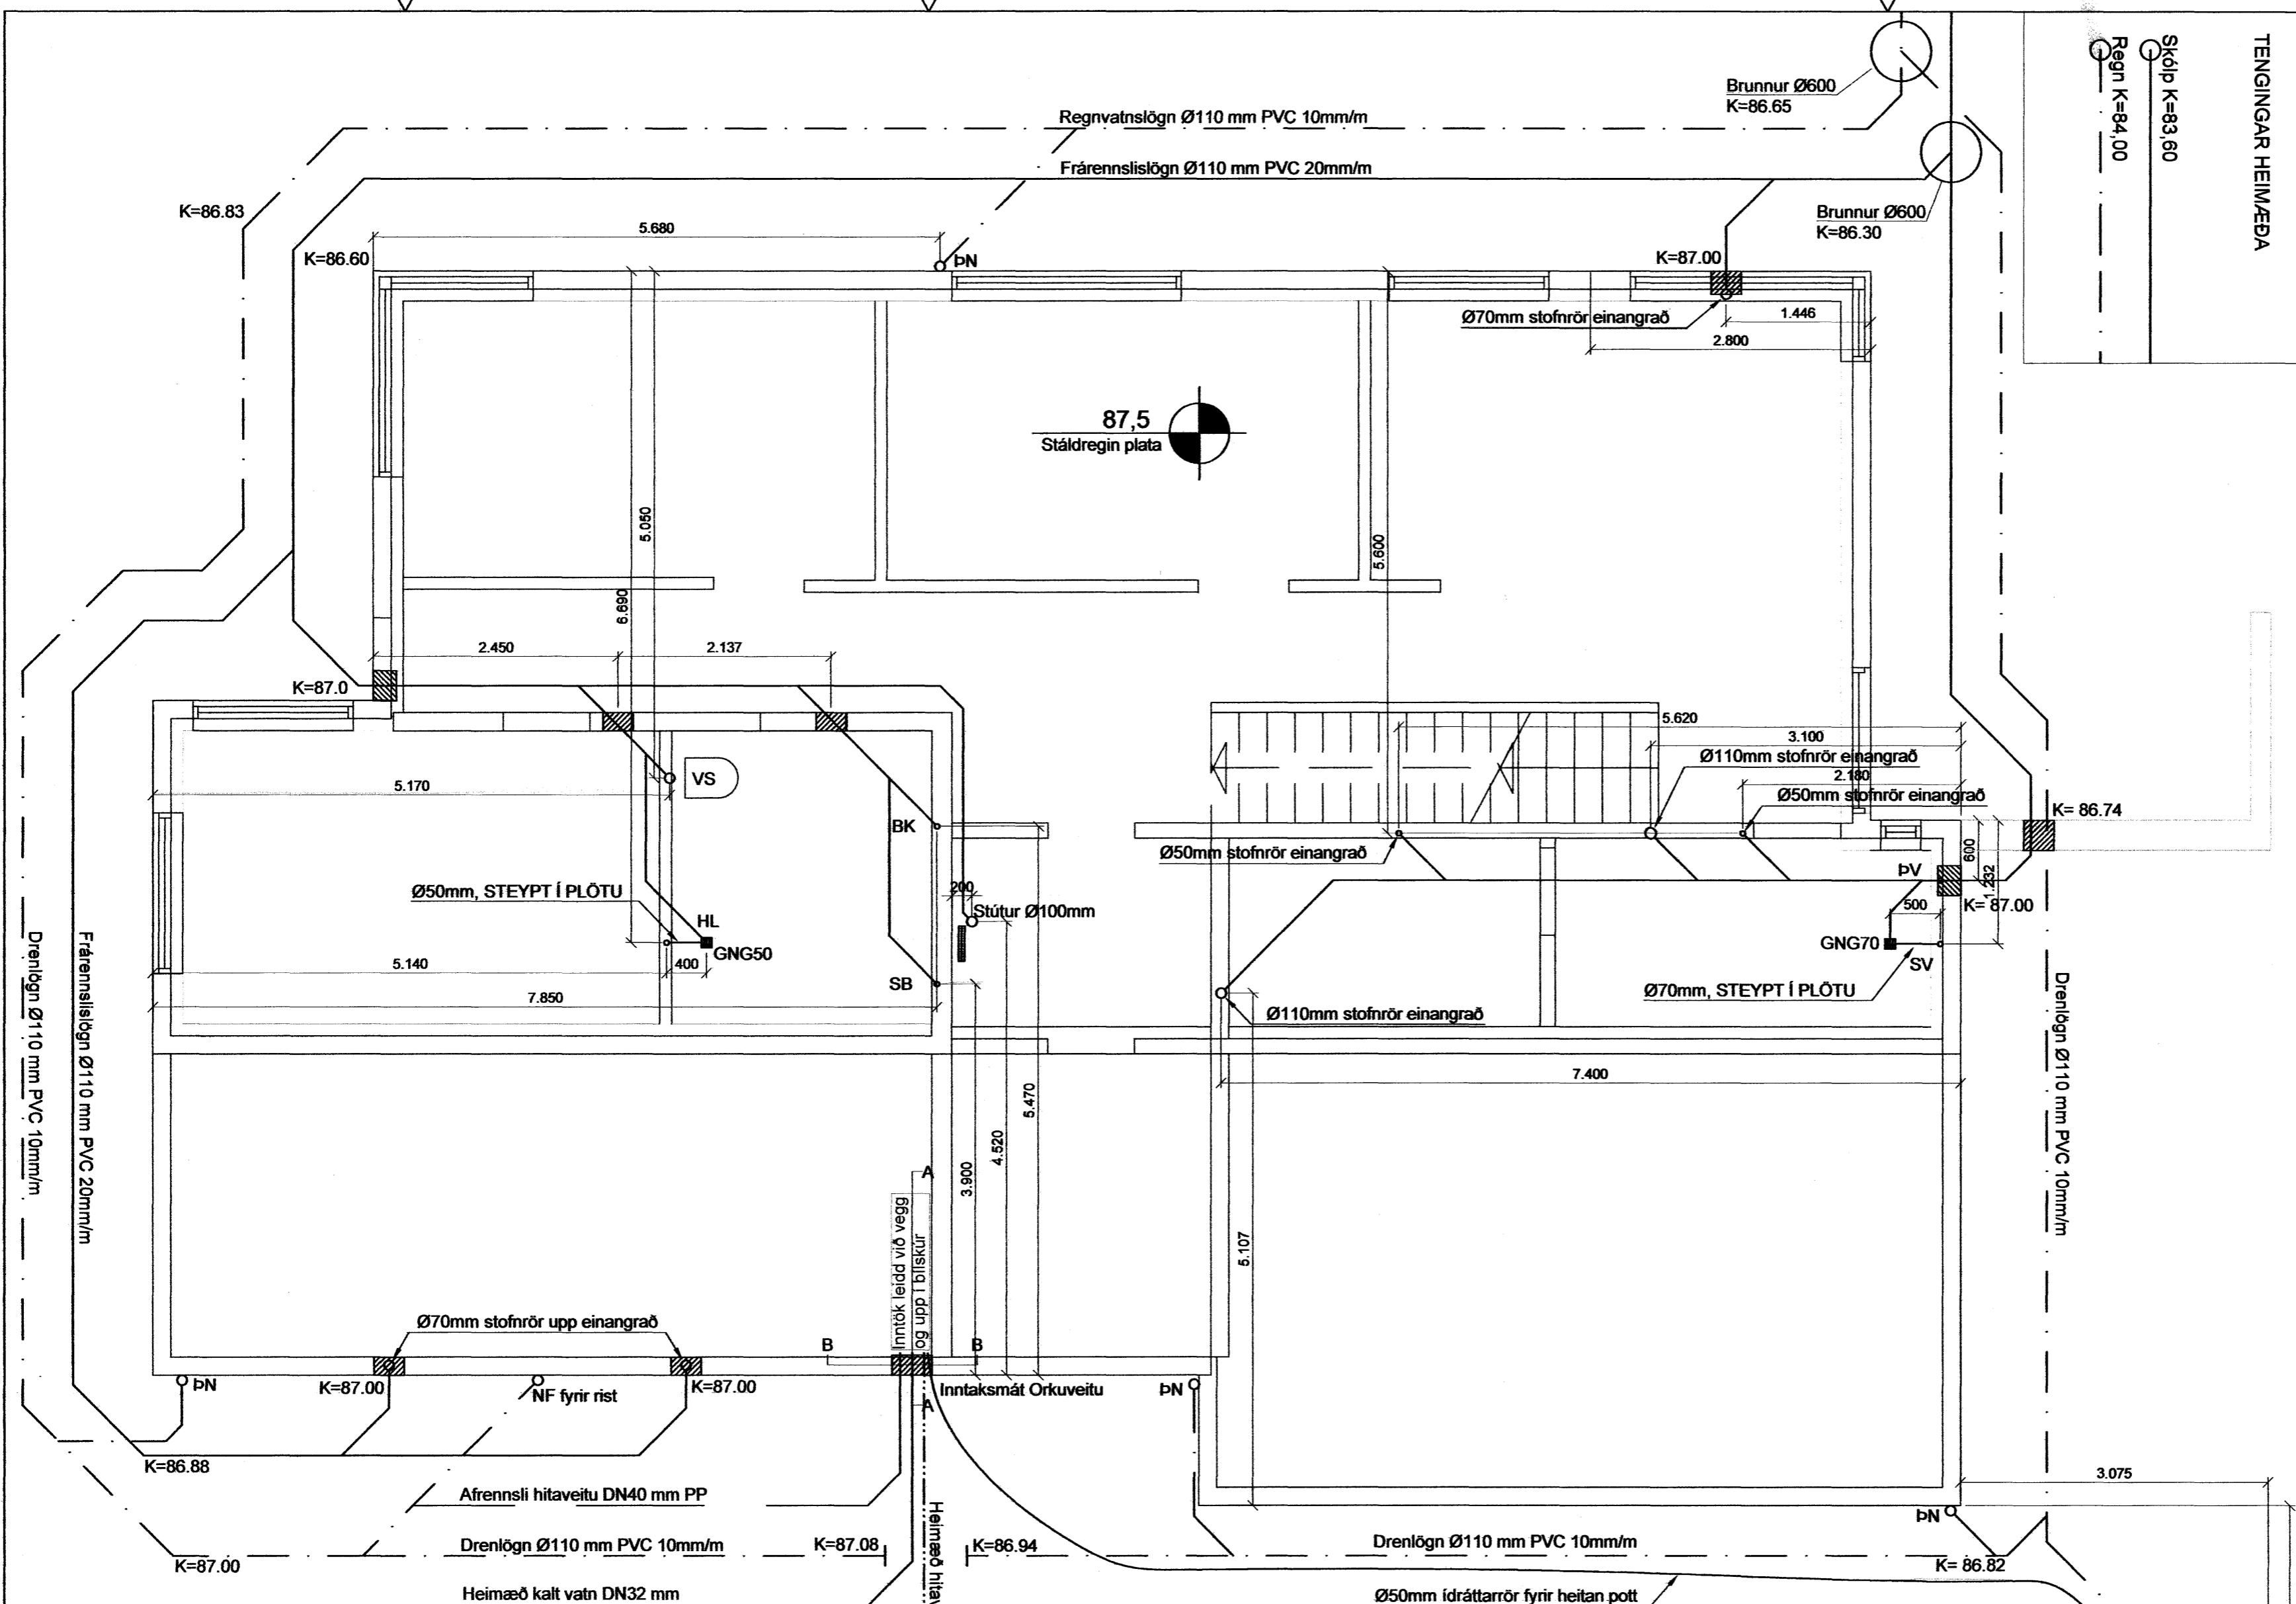 TENGINGAR HEIMÆÐA
Skólp K=83,60
Regn K=84,00
Brunnur Ø600
K=86.65
Regnvatnslögn Ø110 mm PVC 10mm/m
Frárennslislögn Ø110 mm PVC 20mm/m
Brunnur Ø600
K=86.30
K=86.83
5.680
K=86.60
ÞN
K=87.00
Ø70mm stofnrör einangrað
1.446
2.800
87,5
Stáldregin plata
5.050
5.600
6.690
2.450
2.137
K=87.0
5.620
3.100
Ø110mm stofnrör einangrað
2.180
Ø50mm stofnrör einangrað
VS
5.170
BK
K= 86.74
Ø50mm stofnrör einangrað
600
1.232
ÞV
Ø50mm, STEYPT Í PLÖTU
200
Stútur Ø100mm
500
K= 87.00
HL
GNG50
GNG70
SV
5.140
400
7.850
SB
Ø70mm, STEYPT Í PLÖTU
Ø110mm stofnrör einangrað
Drenlögn Ø110 mm PVC 10mm/m
Frárennslislögn Ø110 mm PVC 20mm/m
Drenlögn Ø110 mm PVC 10mm/m
7.400
5.470
4.520
3.900
A
Inntök leidd við vegg
og upp í bílskúr
5.107
Ø70mm stofnrör upp einangrað
B
B
ÞN
K=87.00
NF fyrir rist
K=87.00
Inntaksmát Orkuveitu
ÞN
A
K=86.88
3.075
Afrennsli hitaveitu DN40 mm PP
Heimæð
ÞN
Drenlögn Ø110 mm PVC 10mm/m
K=87.08
K=86.94
Drenlögn Ø110 mm PVC 10mm/m
K=87.00
K= 86.82
Heimæð kalt vatn DN32 mm
Ø50mm ídráttarrör fyrir heitan pott